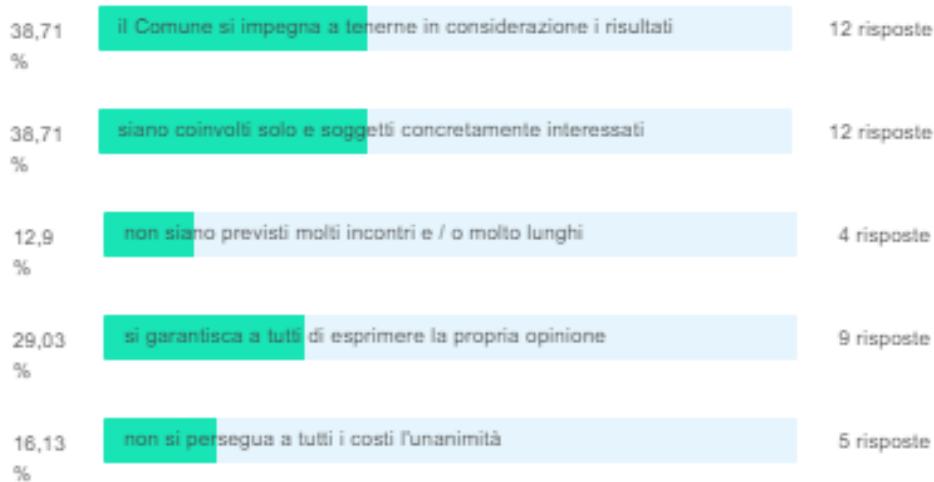 38,71 il Comune si impegna a tenerne in considerazione i risultati 12 risposte
%
38,71 siano coinvolti solo e soggetti concretamente interessati 12 risposte
%
12,9 non siano previsti molti incontri e / o molto lunghi 4 risposte
%
29,03 si garantisca a tutti di esprimere la propria opinione 9 risposte
%
16,13 non si persegua a tutti i costi l'unanimità 5 risposte
%